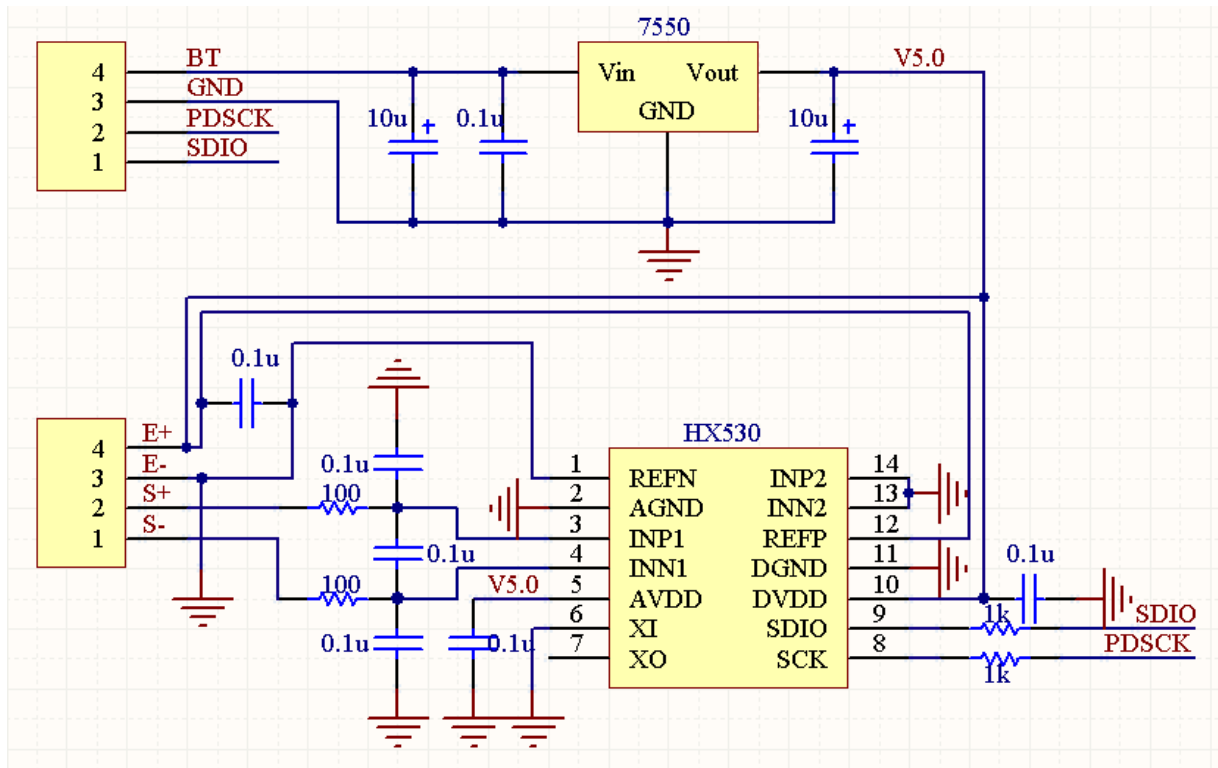 7550
BT
V5.0
4
Vin
Vout
GND
3
GND
PDSCK
10u
+
0.1u
10u
+
2
SDIO
1
0.1u
HX530
E+
4
E-
3
0.1u
1
REFN
INP2
14
S+
100
2
AGND
INN2
13
2
S-
3
INP1
REFP
12
1
0.1u
4
INN1
DGND
11
0.1u
100
V5.0
5
AVDD
DVDD
10
1k
SDIO
6
XI
SDIO
9
0.1u
0.1u
7
XO
SCK
8
PDSCK
1k